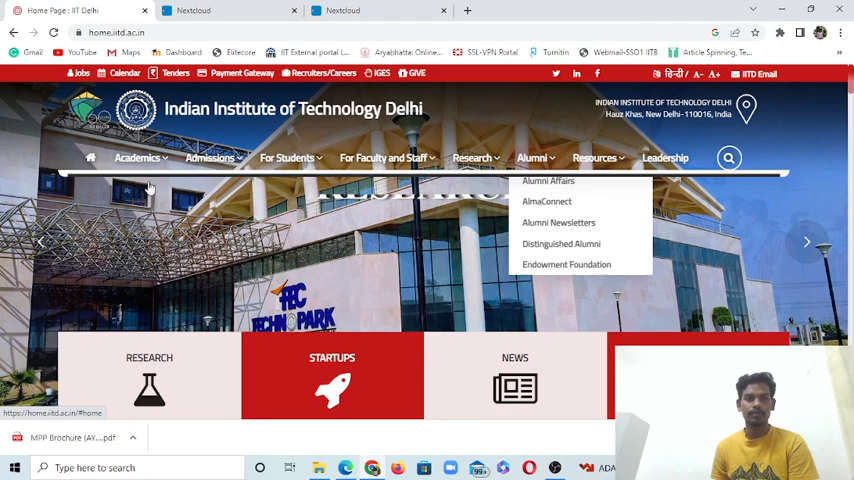 Home Page : IIT Delhi
Nextcloud
Nextcloud
home.iitd.ac.in
Gmail
YouTube
Maps
Dashboard
Elitecore
IIT External portal L...
Aryabhatta: Online...
SSL-VPN Portal
Turnitin
Webmail-SSO1 IITB
Article Spinning, Te...
Jobs
Calendar
Tenders
Payment Gateway
Recruiters/Careers
IGES
GIVE
हिन्दी / A- A+
IITD Email
Indian Institute of Technology Delhi
INDIAN INSTITUTE OF TECHNOLOGY DELHI
Hauz Khas, New Delhi-110016, India
Academics
Admissions
For Students
For Faculty and Staff
Research
Alumni
Resources
Leadership
Alumni Affairs
AlmaConnect
Alumni Newsletters
Distinguished Alumni
Endowment Foundation
TEC
TECHNOPARK
RESEARCH
STARTUPS
NEWS
https://home.iitd.ac.in/#home
MPP Brochure (AY....pdf
Type here to search
99+
ADA